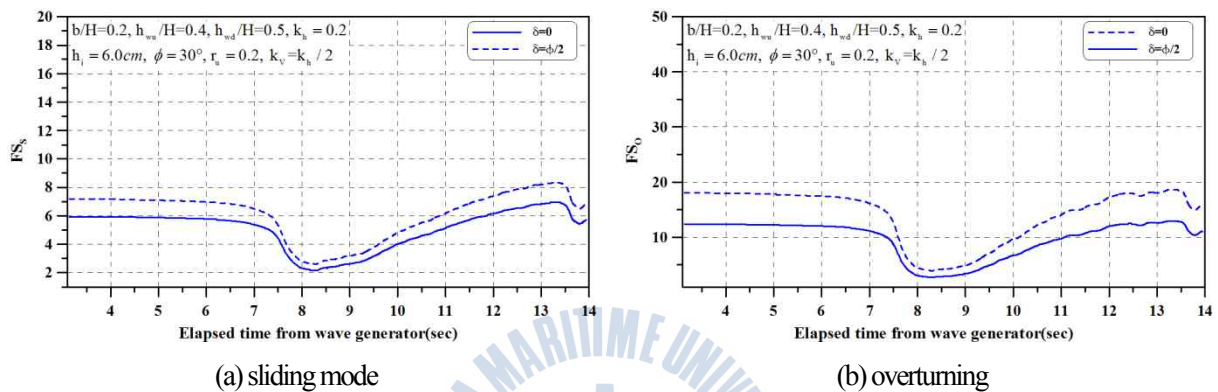 b/H=0.2, h_wu/H=0.4, h_wd/H=0.5, k_h=0.2
h_i=6.0cm, ϕ=30°, r_u=0.2, k_V=k_h/2
δ=0
δ=ϕ/2
20
18
16
14
12
10
8
6
4
2
FS_S
4 5 6 7 8 9 10 11 12 13 14
Elapsed time from wave generator(sec)
(a) sliding mode
b/H=0.2, h_wu/H=0.4, h_wd/H=0.5, k_h=0.2
h_i=6.0cm, ϕ=30°, r_u=0.2, k_V=k_h/2
δ=0
δ=ϕ/2
50
40
30
20
10
FS_O
4 5 6 7 8 9 10 11 12 13 14
Elapsed time from wave generator(sec)
(b) overturning
A MARITIME UNIV